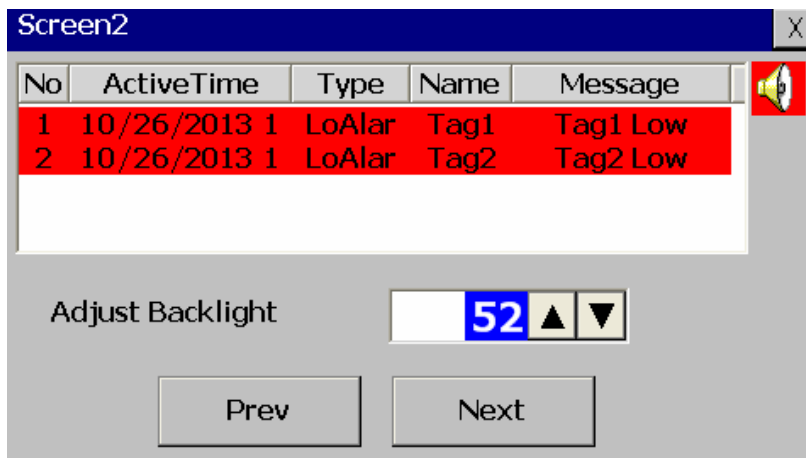 Screen2 X
No ActiveTime Type Name Message
1 10/26/2013 1 LoAlar Tag1 Tag1 Low
2 10/26/2013 1 LoAlar Tag2 Tag2 Low
Adjust Backlight 52 ▲ ▼
Prev Next